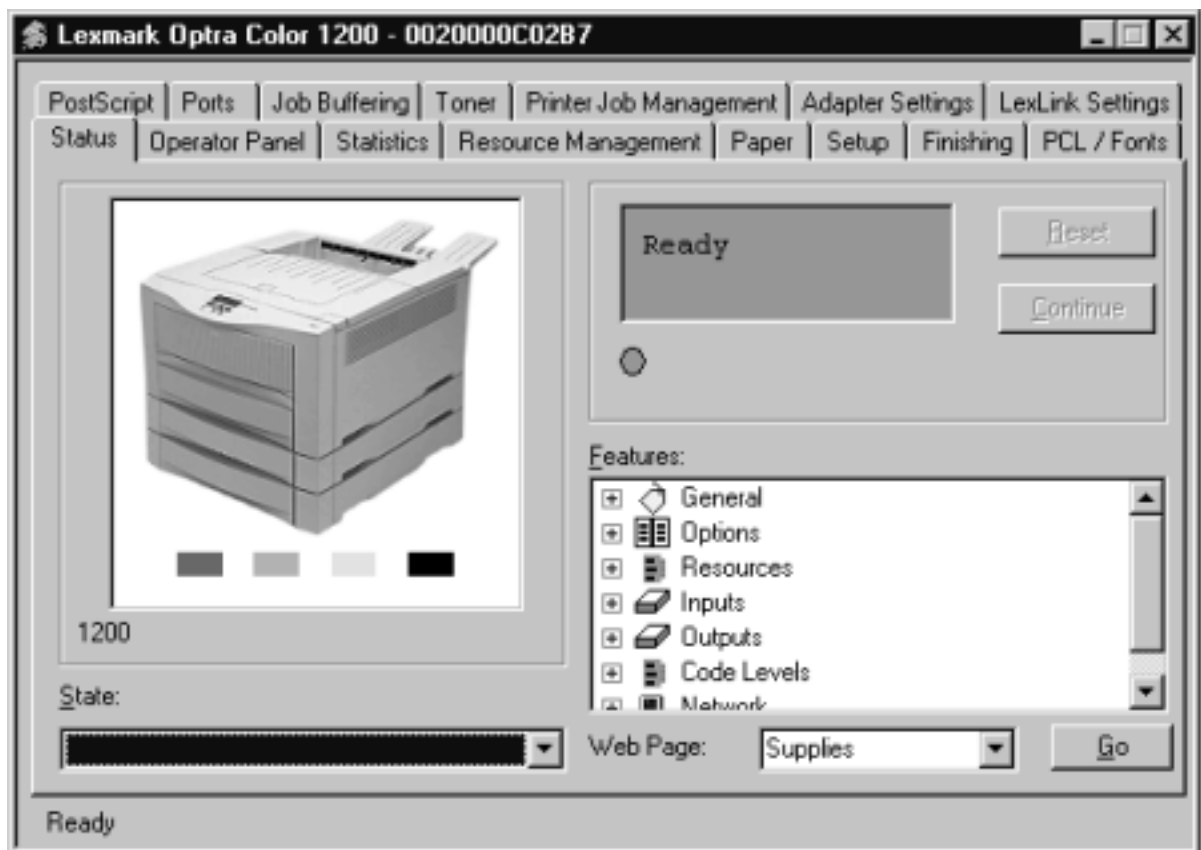 Lexmark Optra Color 1200 - 0020000C02B7
PostScript Ports Job Buffering Toner Printer Job Management Adapter Settings LexLink Settings
Status Operator Panel Statistics Resource Management Paper Setup Finishing PCL / Fonts
Ready
Reset
Continue
1200
Features:
General
Options
Resources
Inputs
Outputs
Code Levels
Network
State:
Web Page: Supplies Go
Ready